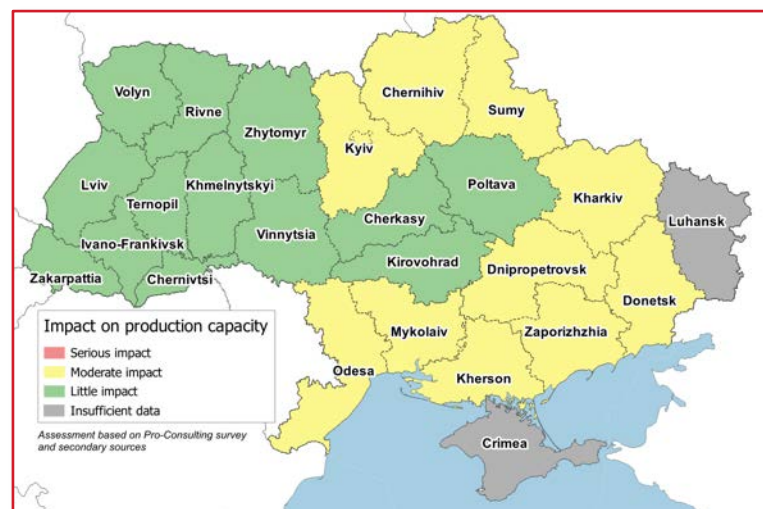 Volyn
Rivne
Zhytomyr
Chernihiv
Sumy
Kyiv
Lviv
Ternopil
Khmelnytskyi
Poltava
Kharkiv
Luhansk
Ivano-Frankivsk
Vinnytsia
Cherkasy
Zakarpattia
Chernivtsi
Kirovohrad
Dnipropetrovsk
Donetsk
Mykolaiv
Zaporizhzhia
Odesa
Kherson
Crimea
Impact on production capacity
Serious impact
Moderate impact
Little impact
Insufficient data
Assessment based on Pro-Consulting survey
and secondary sources